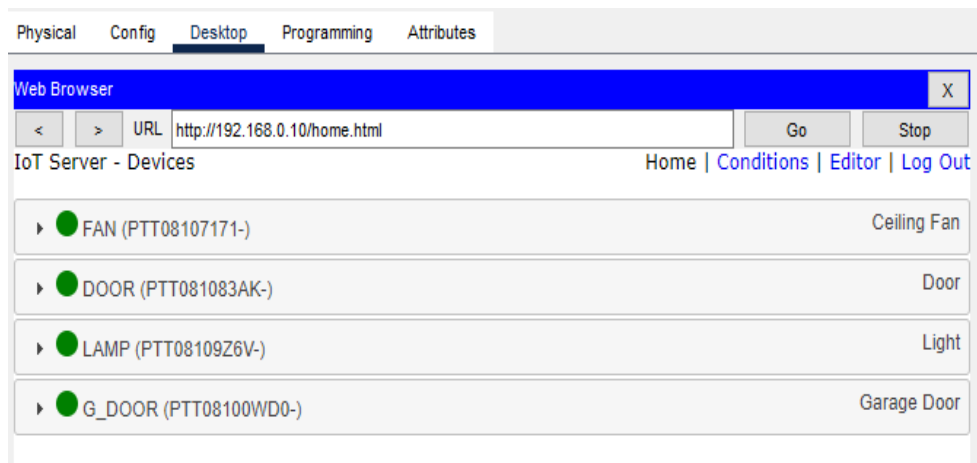 Physical Config Desktop Programming Attributes
Web Browser X
< > URL http://192.168.0.10/home.html Go Stop
IoT Server - Devices Home | Conditions | Editor | Log Out
FAN (PTT08107171-) Ceiling Fan
DOOR (PTT081083AK-) Door
LAMP (PTT08109Z6V-) Light
G_DOOR (PTT08100WD0-) Garage Door